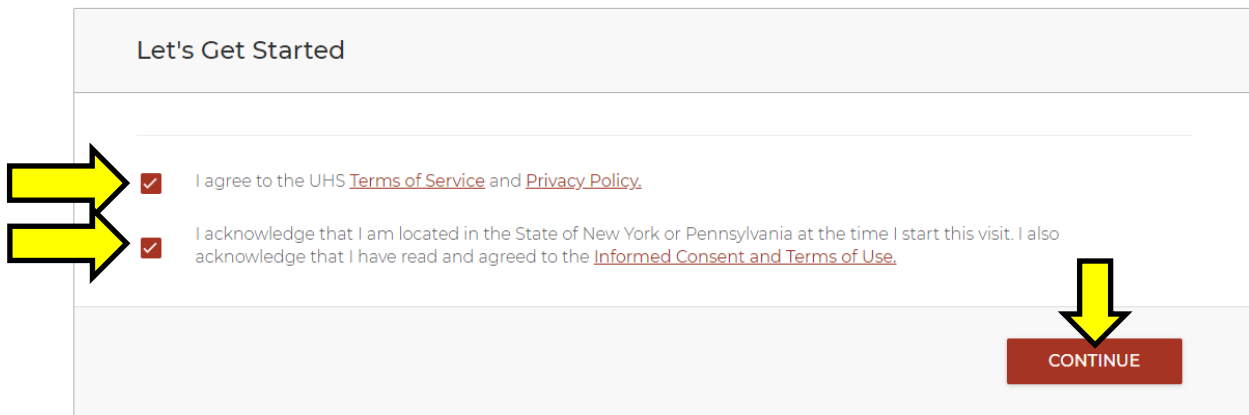 Let's Get Started
I agree to the UHS Terms of Service and Privacy Policy.
I acknowledge that I am located in the State of New York or Pennsylvania at the time I start this visit. I also
acknowledge that I have read and agreed to the Informed Consent and Terms of Use.
CONTINUE